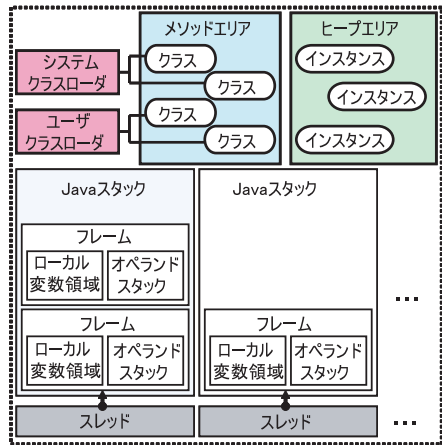 メソッドエリア
ヒープエリア
システム
クラスローダ
クラス
クラス
ユーザ
クラスローダ
クラス
クラス
インスタンス
インスタンス
インスタンス
Javaスタック
フレーム
ローカル
変数領域
オペランド
スタック
フレーム
ローカル
変数領域
オペランド
スタック
スレッド
Javaスタック
フレーム
ローカル
変数領域
オペランド
スタック
スレッド
…
…